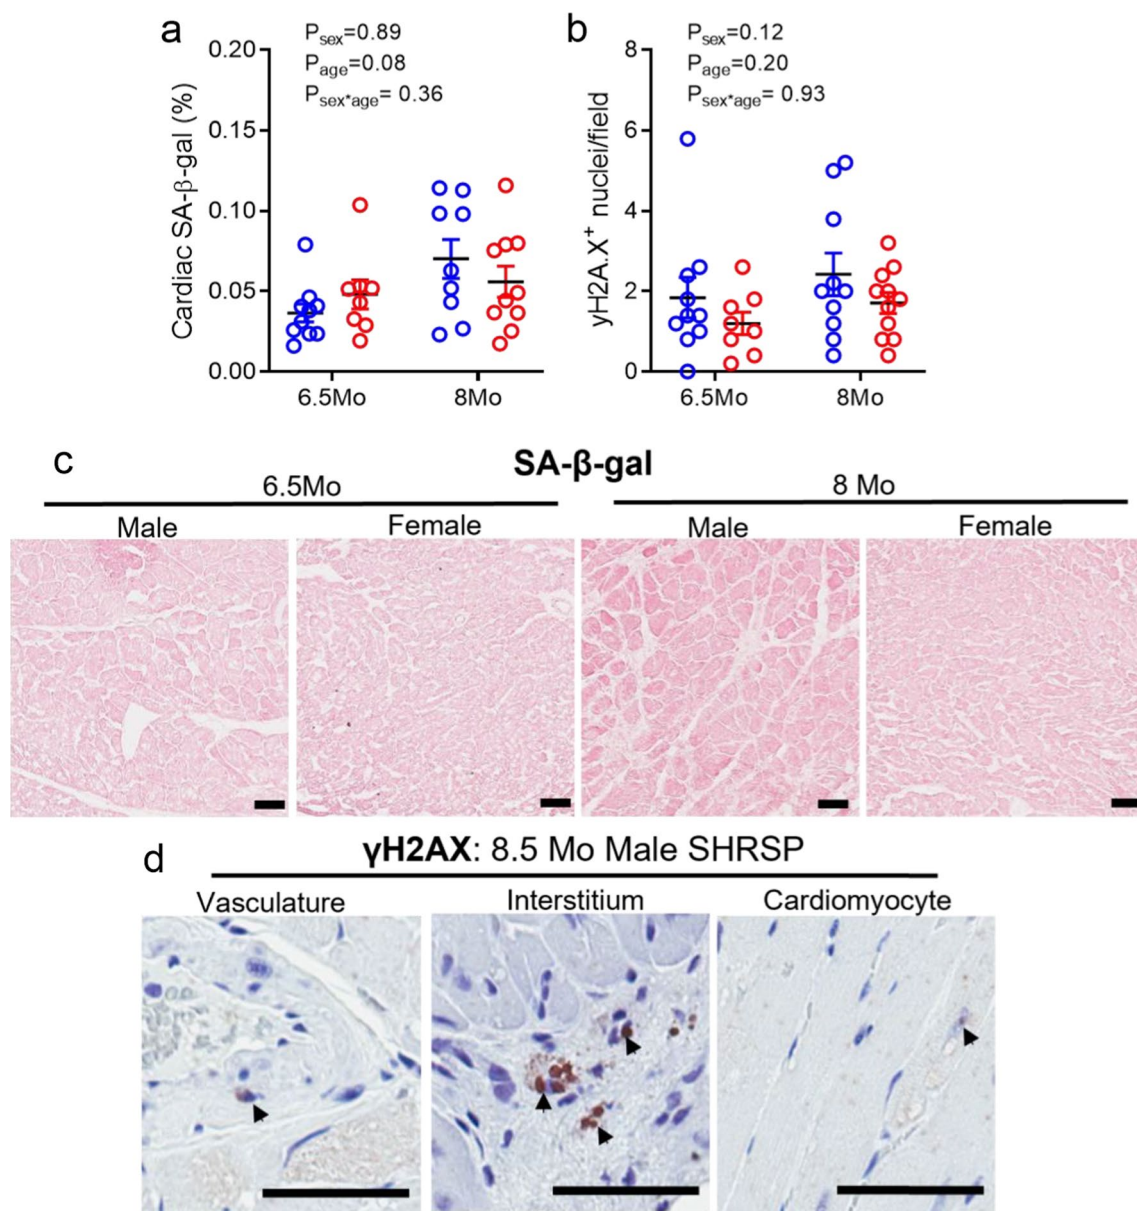 a
P_sex=0.89
P_age=0.08
P_sex*age= 0.36
Cardiac SA-β-gal (%)
0.20
0.15
0.10
0.05
0.00
6.5Mo
8Mo
b
P_sex=0.12
P_age=0.20
P_sex*age= 0.93
yH2A.X⁺ nuclei/field
8
6
4
2
0
6.5Mo
8Mo
c
SA-β-gal
6.5Mo
8 Mo
Male
Female
Male
Female
d
γH2AX: 8.5 Mo Male SHRSP
Vasculature
Interstitium
Cardiomyocyte